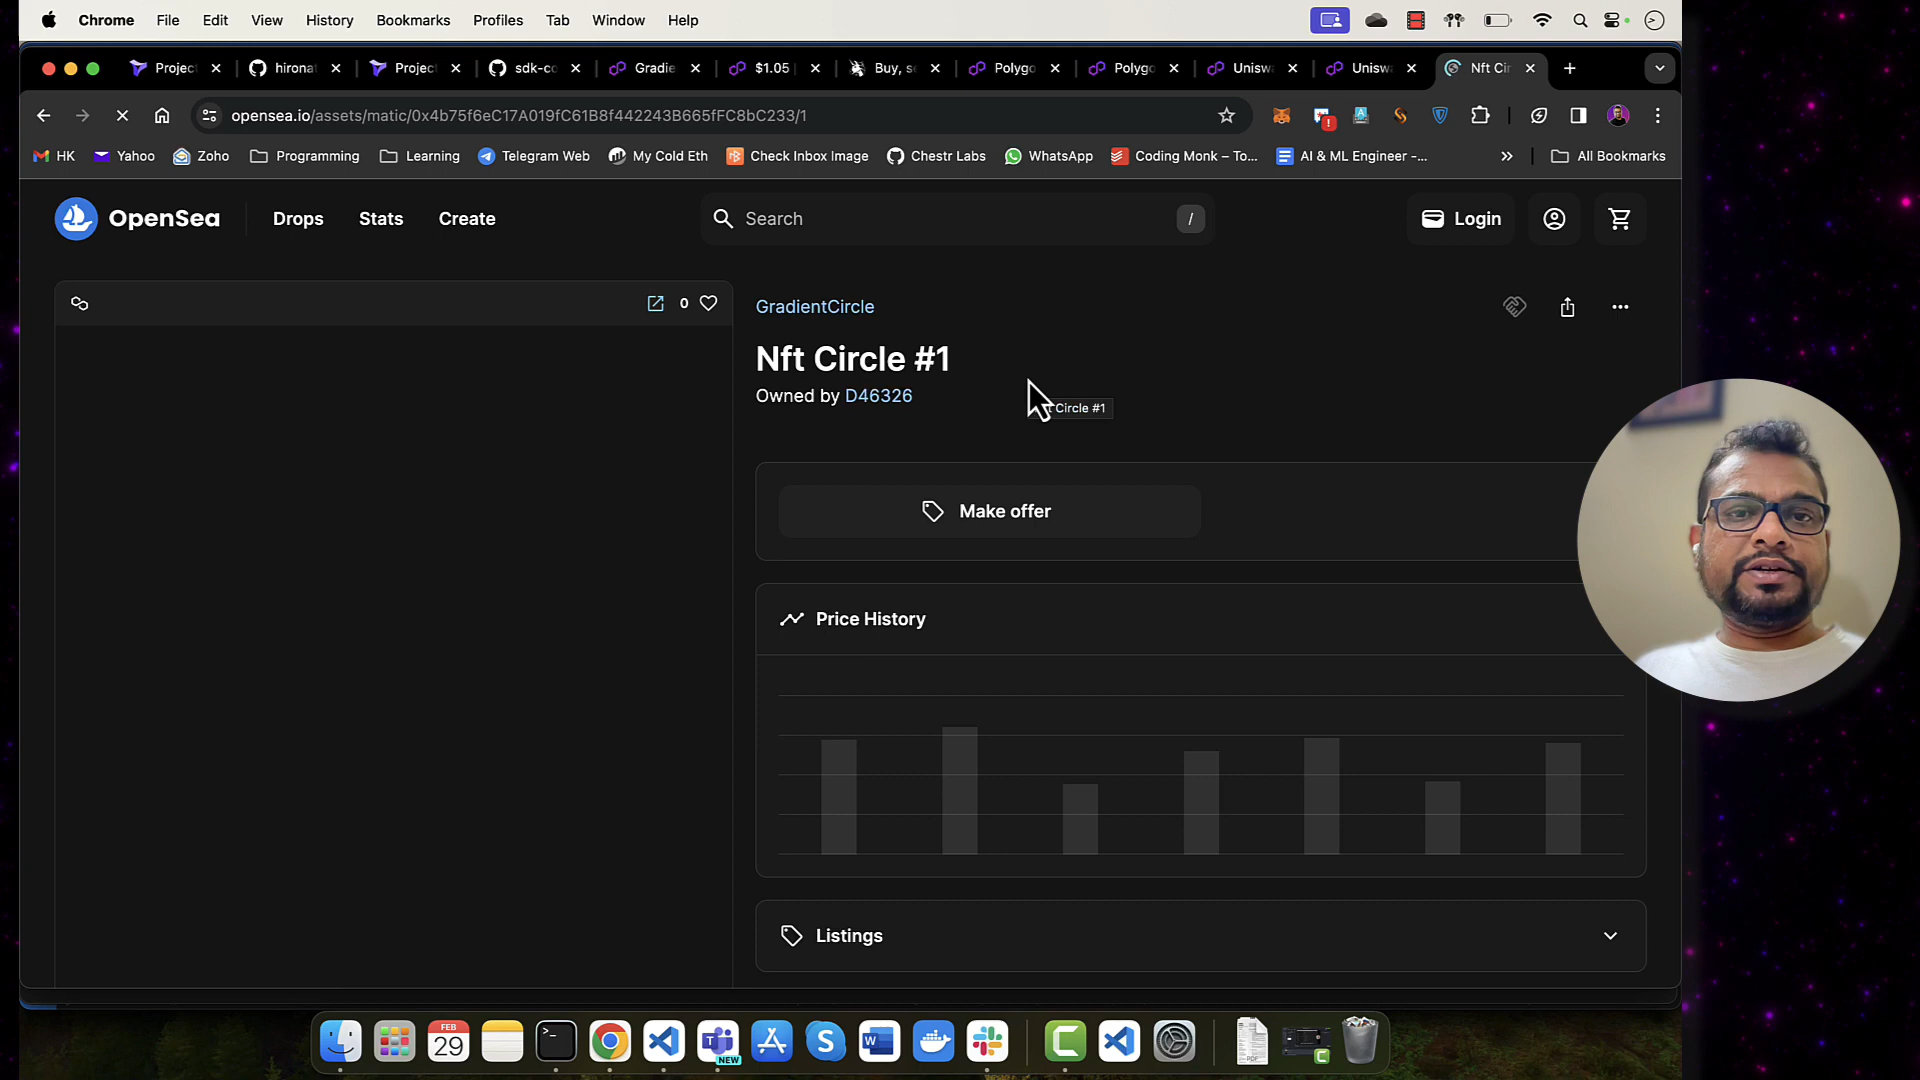 Chrome File Edit View History Bookmarks Profiles Tab Window Help
Project hirona Project sdk-co Gradie $1.05 Buy, s Polygo Polygo Unisw Unisw Nft Cir
opensea.io/assets/matic/0x4b75f6eC17A019fC61B8f442243B665fFC8bC233/1
HK Yahoo Zoho Programming Learning Telegram Web My Cold Eth Check Inbox Image Chestr Labs WhatsApp Coding Monk – To... AI & ML Engineer -... » All Bookmarks
OpenSea Drops Stats Create Search / Login
0
GradientCircle
Nft Circle #1
Owned by D46326
Circle #1
Make offer
Price History
Listings
FEB
29
NEW
PDF